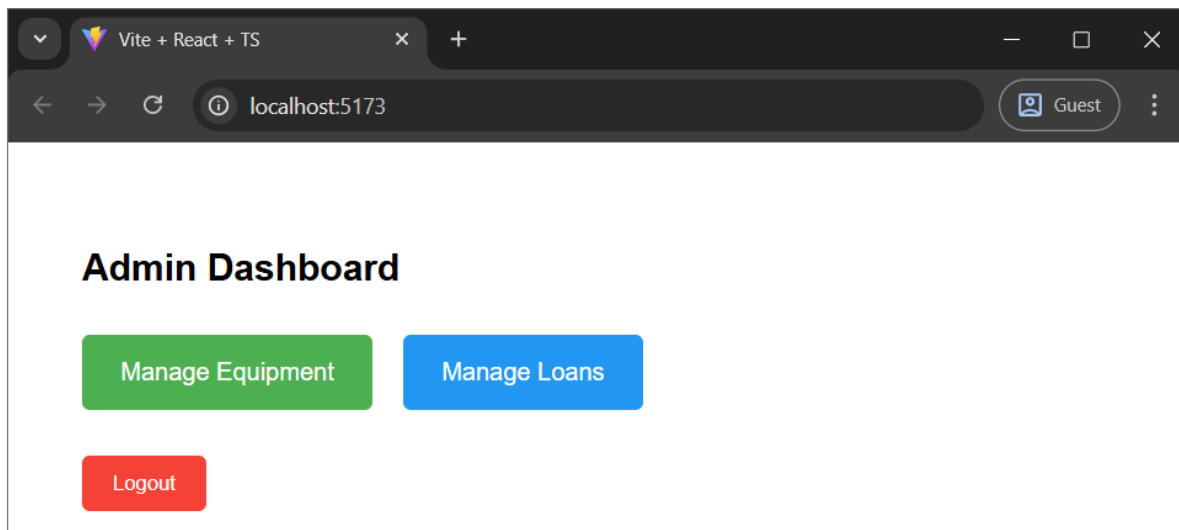 Vite + React + TS
localhost:5173
Guest
Admin Dashboard
Manage Equipment
Manage Loans
Logout